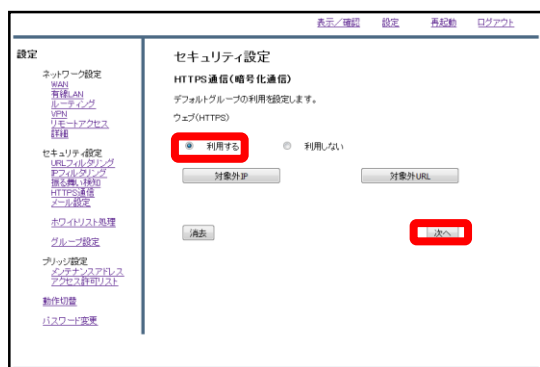 表示／確認 設定 再起動 ログアウト
設定
ネットワーク設定
WAN
有線LAN
ルーティング
VPN
リモートアクセス
詳細
セキュリティ設定
URLフィルタリング
IPフィルタリング
振る舞い検知
HTTPS通信
メール設定
ホワイトリスト処理
グループ設定
ブリッジ設定
メンテナンスアドレス
アクセス許可リスト
動作切替
パスワード変更
セキュリティ設定
HTTPS通信(暗号化通信)
デフォルトグループの利用を設定します。
ウェブ(HTTPS)
利用する 利用しない
対象外IP 対象外URL
消去 次へ